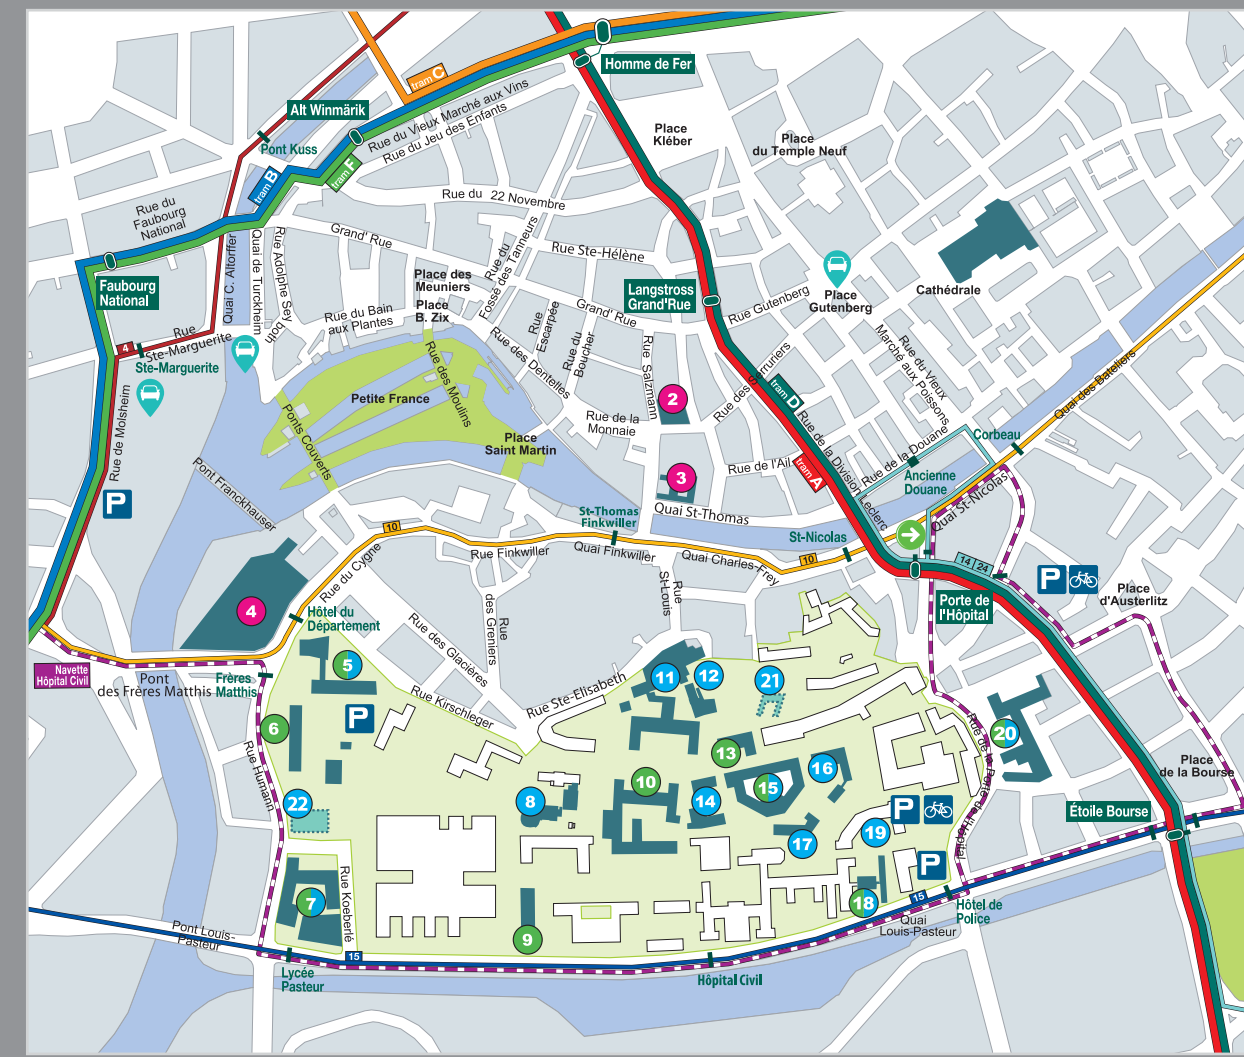 Homme de Fer
tram C
Alt Winmärik
Pont Kuss
Rue du Vieux Marché aux Vins
Rue du Jeu des Enfants
tram F
tram B
Place
Kléber
Place
du Temple Neuf
Rue du
Faubourg
National
Rue du 22 Novembre
Grand' Rue
Rue Ste-Hélène
Rue du
Fossé des Tanneurs
Quai C. Altorffer
Quai de Turckheim
Rue Adolphe Seyboth
Faubourg
National
Place des
Meuniers
Place
B. Zix
Langstross
Grand'Rue
Rue Gutenberg
Place
Gutenberg
Cathédrale
Rue du Bain
aux Plantes
Grand' Rue
Rue
Escarpée
Rue du
Boucher
Rue Salzmann
Rue des Dentelles
Rue des Moulins
Rue
Ste-Marguerite
4
Ste-Marguerite
Rue de Molsheim
Petite France
Ponts Couverts
Place
Saint Martin
Rue de la
Monnaie
2
3
Rue des Serruriers
tram D
Rue du Vieux
Marché aux Poissons
Quai des Bateliers
Rue de la Division Leclerc
Rue de l'Ail
tram A
Rue de la Douane
Corbeau
Ancienne
Douane
Pont Franckhauser
P
Quai St-Thomas
Quai St-Nicolas
St-Thomas
Finkwiller
St-Nicolas
10
10
Rue Finkwiller
Quai Finkwiller
Quai Charles-Frey
14
24
Rue du Cygne
Rue
St-Louis
P
Place
d'Austerlitz
Porte de
l'Hôpital
4
Hôtel du
Département
Rue
des Greniers
Rue des Glacières
Navette
Hôpital Civil
Pont
des Frères Matthis
Frères
Matthis
5
Rue Kirschleger
Rue Ste-Elisabeth
11
12
21
P
6
Rue Humann
13
10
15
16
14
8
22
17
19
P
P
18
20
Rue de la Porte de l'Hôpital
Place
de la Bourse
Étoile Bourse
7
Rue Koeberlé
9
15
Hôtel de
Police
Quai
Louis-Pasteur
Pont Louis-
Pasteur
15
Lycée
Pasteur
Hôpital Civil